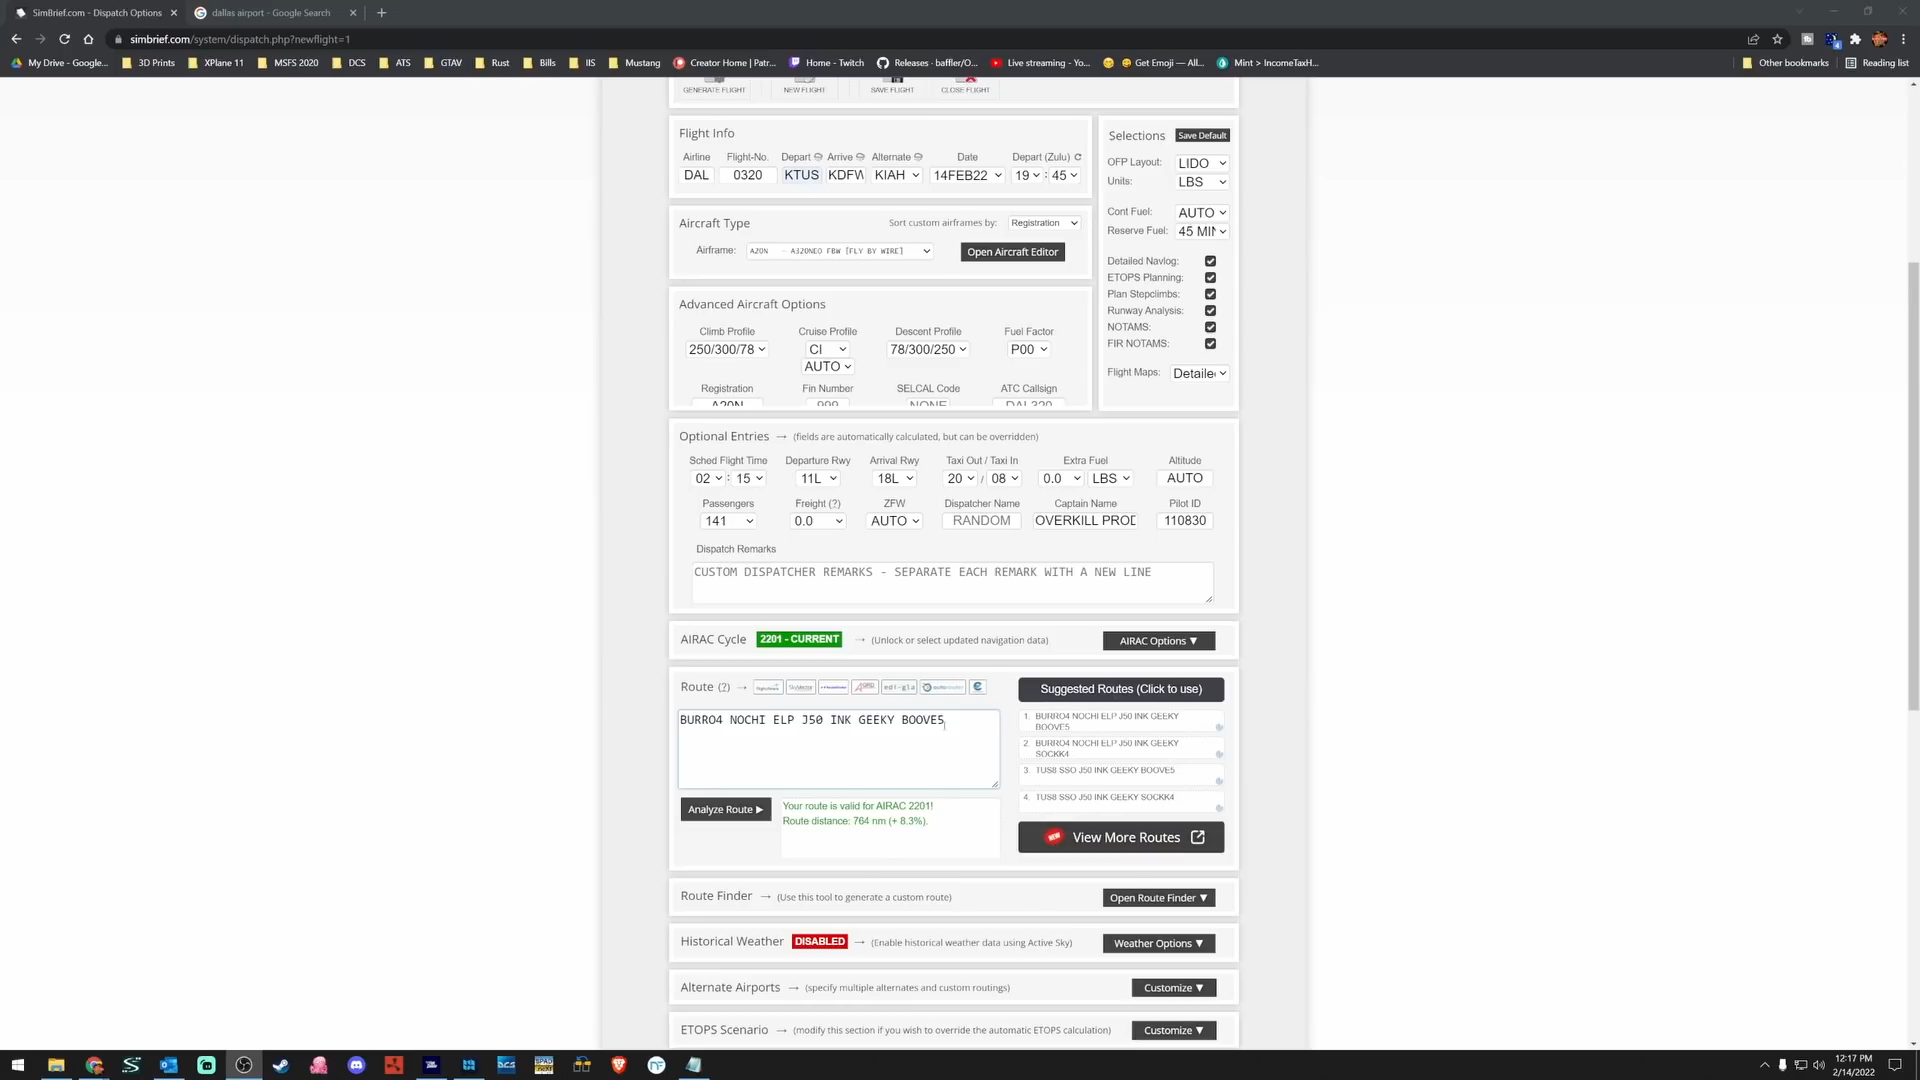 SimBrief.com - Dispatch Options
dallas airport - Google Search
simbrief.com/system/dispatch.php?newflight=1
My Drive - Google... 3D Prints XPlane 11 MSFS 2020 DCS ATS GTAV Rust Bills IIS Mustang Creator Home | Patr... Home - Twitch Releases · baffler/O... Live streaming - Yo... Get Emoji — All... Mint > IncomeTaxH... Other bookmarks Reading list
GENERATE FLIGHT NEW FLIGHT SAVE FLIGHT CLOSE FLIGHT
Flight Info
Airline Flight-No. Depart Arrive Alternate Date Depart (Zulu)
DAL 0320 KTUS KDFW KIAH 14FEB22 19 : 45
Selections Save Default
OFP Layout: LIDO
Units: LBS
Cont Fuel: AUTO
Reserve Fuel: 45 MIN
Detailed Navlog:
ETOPS Planning:
Plan Stepclimbs:
Runway Analysis:
NOTAMS:
FIR NOTAMS:
Flight Maps: Detailed
Aircraft Type Sort custom airframes by: Registration
Airframe: A20N - A320NEO FBW [FLY BY WIRE] Open Aircraft Editor
Advanced Aircraft Options
Climb Profile Cruise Profile Descent Profile Fuel Factor
250/300/78 CI 78/300/250 P00
AUTO
Registration Fin Number SELCAL Code ATC Callsign
A20N 999 NONE DAL320
Optional Entries → (fields are automatically calculated, but can be overridden)
Sched Flight Time Departure Rwy Arrival Rwy Taxi Out / Taxi In Extra Fuel Altitude
02 : 15 11L 18L 20 / 08 0.0 LBS AUTO
Passengers Freight (?) ZFW Dispatcher Name Captain Name Pilot ID
141 0.0 AUTO RANDOM OVERKILL PROD 110830
Dispatch Remarks
CUSTOM DISPATCHER REMARKS - SEPARATE EACH REMARK WITH A NEW LINE
AIRAC Cycle 2201 - CURRENT → (Unlock or select updated navigation data) AIRAC Options ▼
Route (?) →
BURRO4 NOCHI ELP J50 INK GEEKY BOOVE5
Analyze Route ▶
Your route is valid for AIRAC 2201!
Route distance: 764 nm (+ 8.3%).
Suggested Routes (Click to use)
1. BURRO4 NOCHI ELP J50 INK GEEKY
BOOVE5
2. BURRO4 NOCHI ELP J50 INK GEEKY
SOCKK4
3. TUS8 SSO J50 INK GEEKY BOOVE5
4. TUS8 SSO J50 INK GEEKY SOCKK4
NEW View More Routes
Route Finder → (Use this tool to generate a custom route) Open Route Finder ▼
Historical Weather DISABLED → (Enable historical weather data using Active Sky) Weather Options ▼
Alternate Airports → (specify multiple alternates and custom routings) Customize ▼
ETOPS Scenario → (modify this section if you wish to override the automatic ETOPS calculation) Customize ▼
12:17 PM
2/14/2022